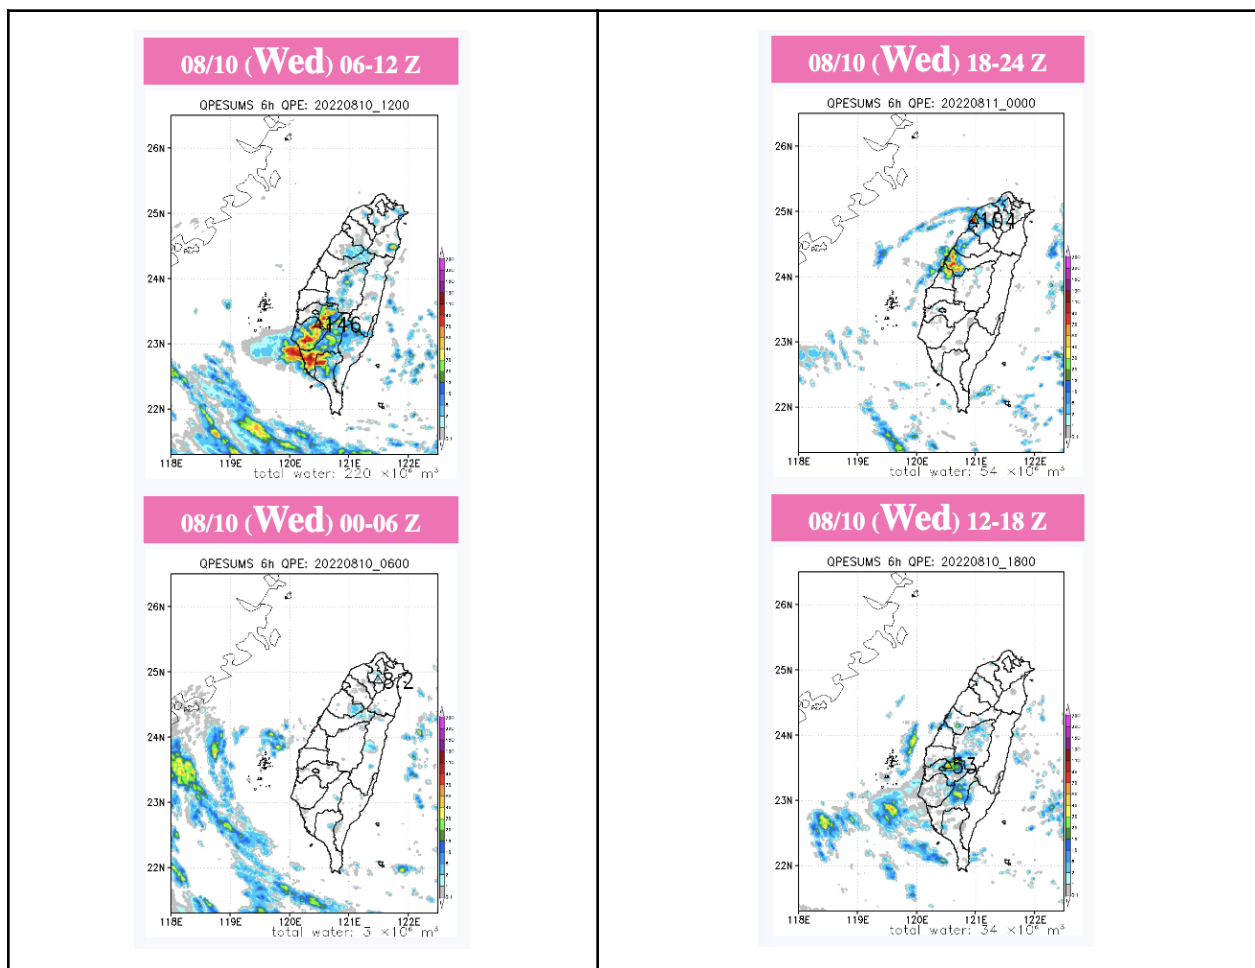 08/10 (Wed) 06-12 Z
QPESUMS 6h QPE: 20220810_1200
26N
25N
24N
23N
22N
146
118E 119E 120E 121E 122E
total water: 220 ×10⁶ m³
08/10 (Wed) 00-06 Z
QPESUMS 6h QPE: 20220810_0600
26N
25N
24N
23N
22N
8.2
118E 119E 120E 121E 122E
total water: 3 ×10⁶ m³
08/10 (Wed) 18-24 Z
QPESUMS 6h QPE: 20220811_0000
26N
25N
24N
23N
22N
104
118E 119E 120E 121E 122E
total water: 54 ×10⁶ m³
08/10 (Wed) 12-18 Z
QPESUMS 6h QPE: 20220810_1800
26N
25N
24N
23N
22N
53
118E 119E 120E 121E 122E
total water: 34 ×10⁶ m³